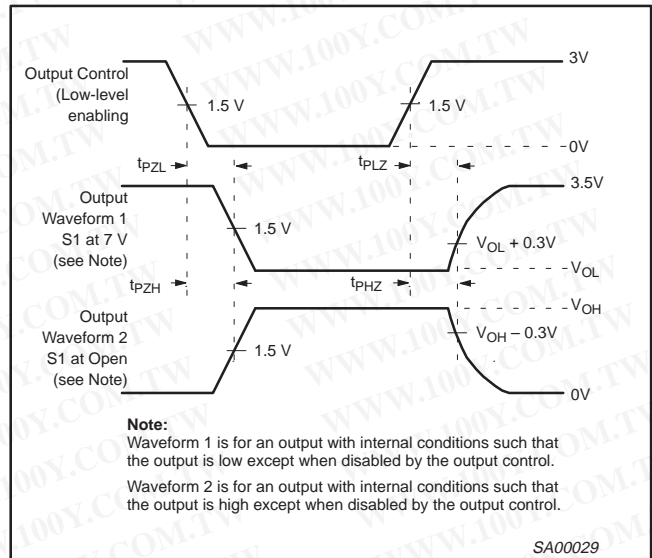 Output Control
(Low-level
enabling
1.5 V
1.5 V
3V
0V
tPZL
tPLZ
Output
Waveform 1
S1 at 7 V
(see Note)
1.5 V
3.5V
VOL + 0.3V
VOL
tPZH
tPHZ
VOH
Output
Waveform 2
S1 at Open
(see Note)
1.5 V
VOH – 0.3V
0V
Note:
Waveform 1 is for an output with internal conditions such that
the output is low except when disabled by the output control.
Waveform 2 is for an output with internal conditions such that
the output is high except when disabled by the output control.
SA00029
WWW.100Y.COM.TW